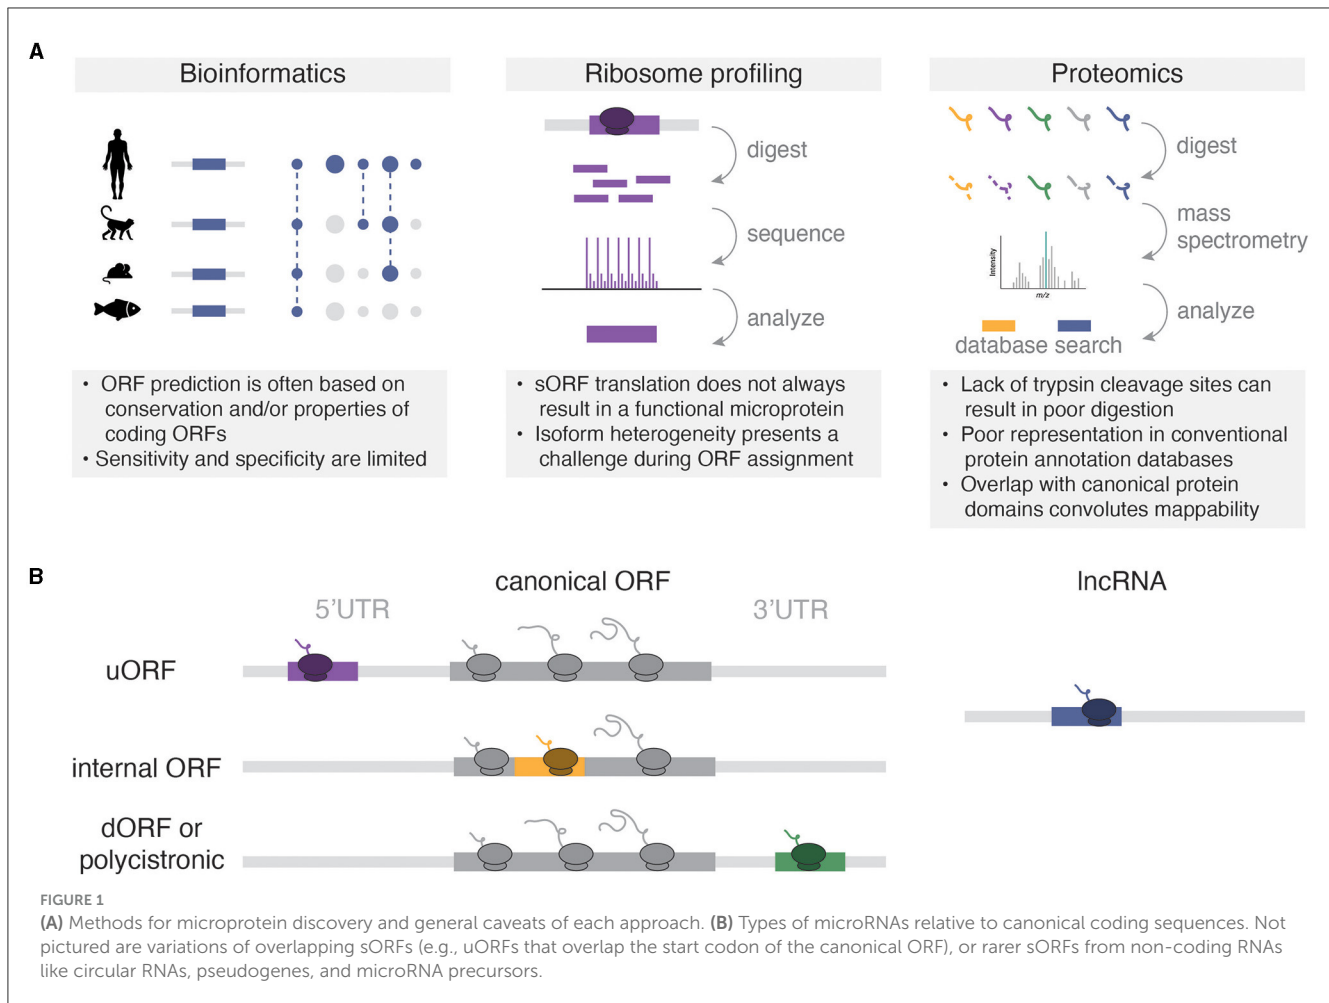 A
Bioinformatics
• ORF prediction is often based on
conservation and/or properties of
coding ORFs
• Sensitivity and specificity are limited
Ribosome profiling
digest
sequence
analyze
• sORF translation does not always
result in a functional microprotein
• Isoform heterogeneity presents a
challenge during ORF assignment
Proteomics
digest
mass
spectrometry
Intensity
m/z
analyze
database search
• Lack of trypsin cleavage sites can
result in poor digestion
• Poor representation in conventional
protein annotation databases
• Overlap with canonical protein
domains convolutes mappability
B
canonical ORF
lncRNA
5'UTR
3'UTR
uORF
internal ORF
dORF or
polycistronic
FIGURE 1
(A) Methods for microprotein discovery and general caveats of each approach. (B) Types of microRNAs relative to canonical coding sequences. Not
pictured are variations of overlapping sORFs (e.g., uORFs that overlap the start codon of the canonical ORF), or rarer sORFs from non-coding RNAs
like circular RNAs, pseudogenes, and microRNA precursors.